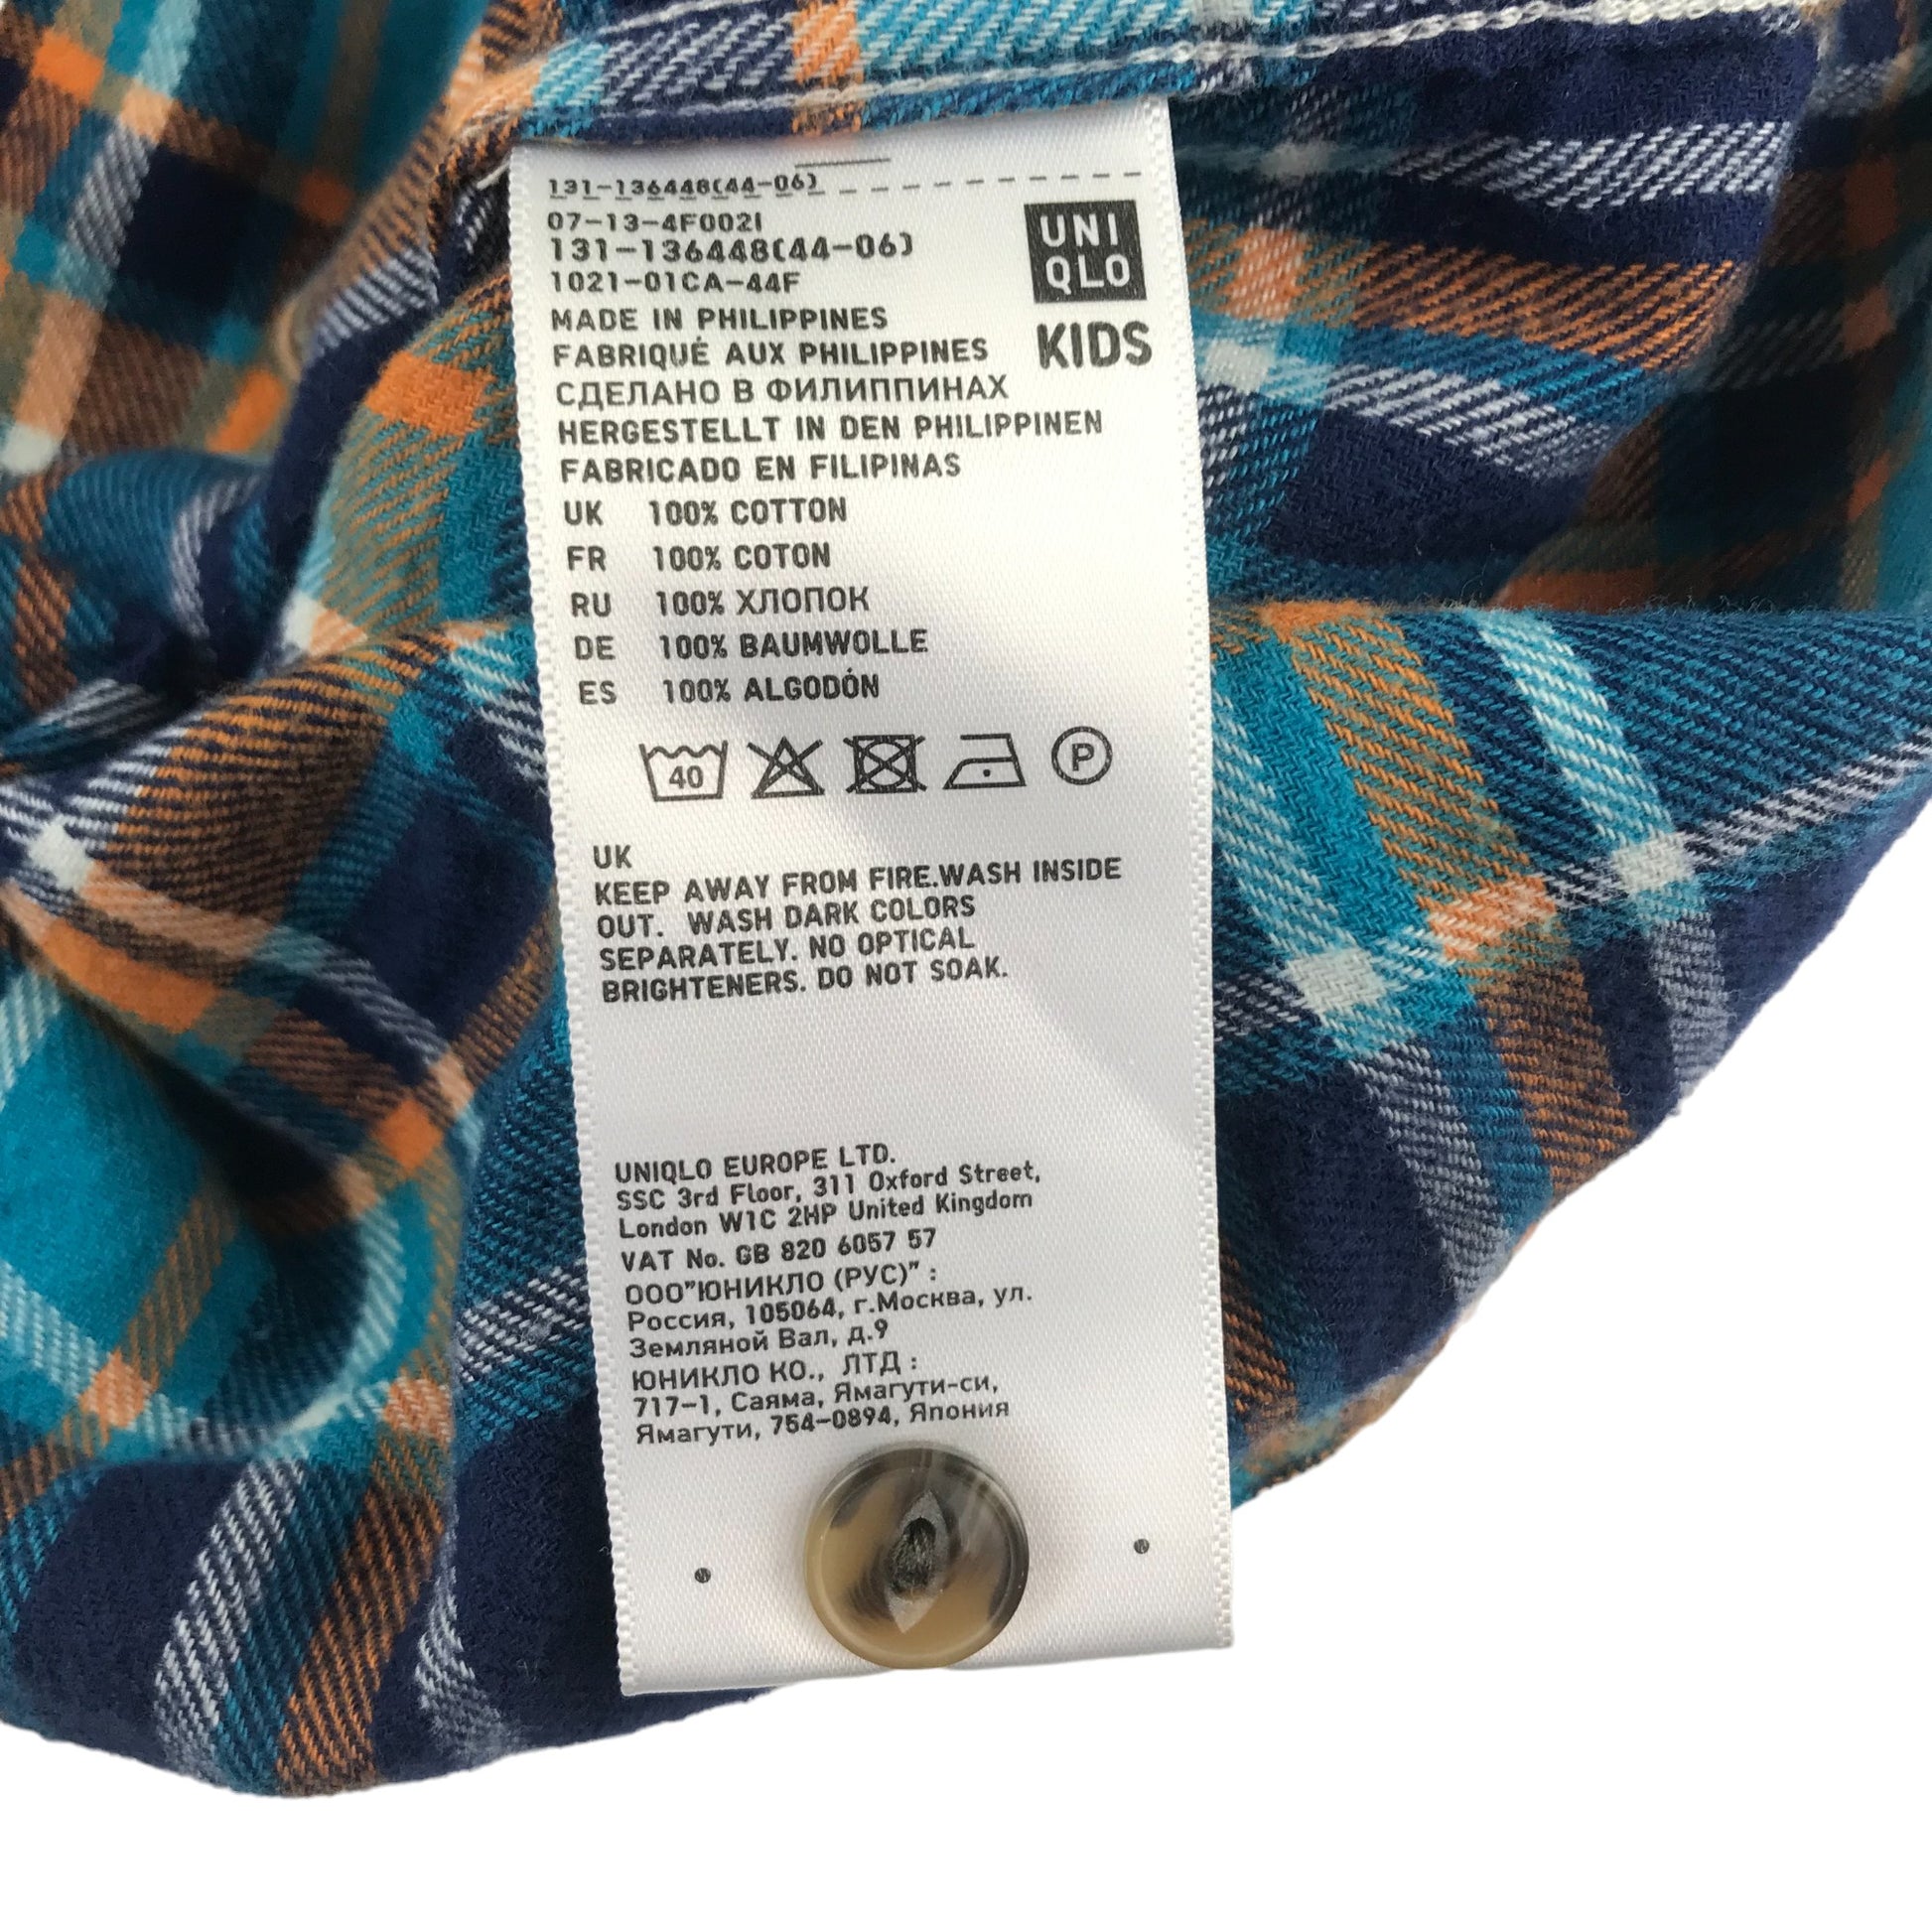 131-136448(44-06)
07-13-4F002I
131-136448(44-06)
1021-01CA-44F
UNI
QLO
KIDS
MADE IN PHILIPPINES
FABRIQUÉ AUX PHILIPPINES
СДЕЛАНО В ФИЛИППИНАХ
HERGESTELLT IN DEN PHILIPPINEN
FABRICADO EN FILIPINAS
UK 100% COTTON
FR 100% COTON
RU 100% ХЛОПОК
DE 100% BAUMWOLLE
ES 100% ALGODÓN
40 P
UK
KEEP AWAY FROM FIRE.WASH INSIDE
OUT. WASH DARK COLORS
SEPARATELY. NO OPTICAL
BRIGHTENERS. DO NOT SOAK.
UNIQLO EUROPE LTD.
SSC 3rd Floor, 311 Oxford Street,
London W1C 2HP United Kingdom
VAT No. GB 820 6057 57
ООО"ЮНИКЛО (РУС)" :
Россия, 105064, г.Москва, ул.
Земляной Вал, д.9
ЮНИКЛО КО., ЛТД :
717-1, Саяма, Ямагути-си,
Ямагути, 754-0894, Япония